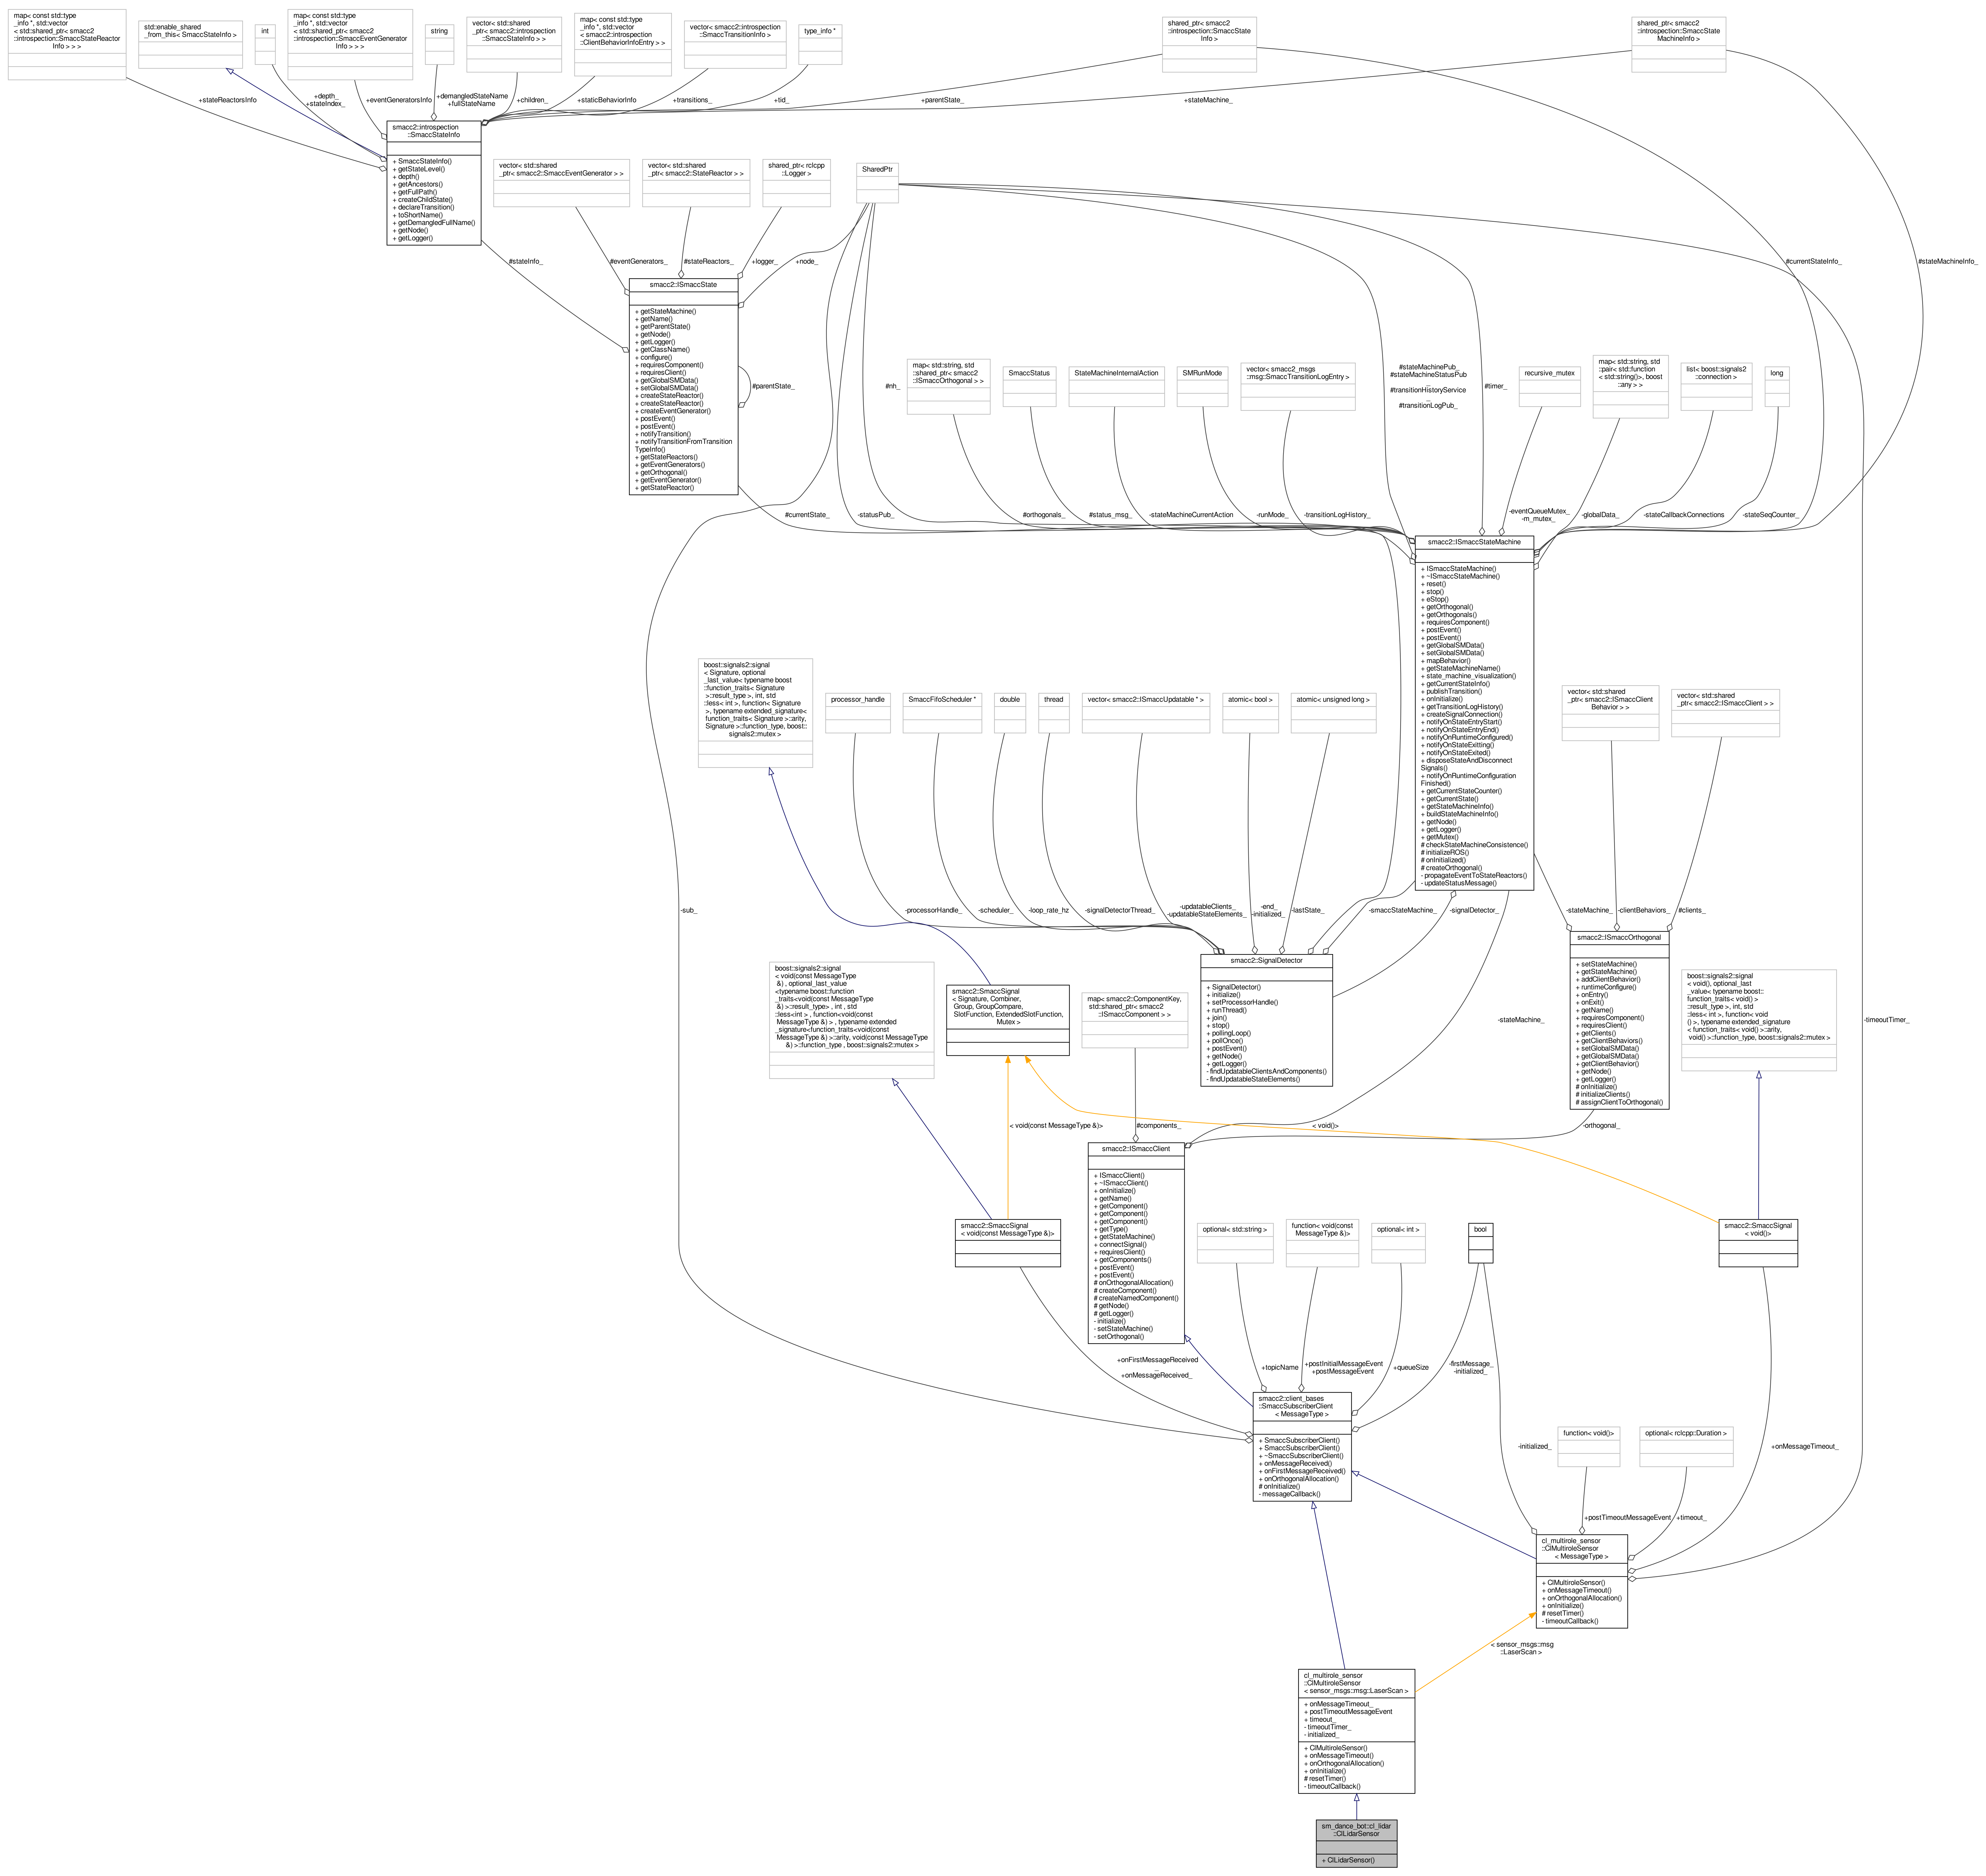 map< const std::type
_info *, std::vector
< std::shared_ptr< smacc2
::introspection::SmaccStateReactor
Info > > >
std::enable_shared
_from_this< SmaccStateInfo >
int
map< const std::type
_info *, std::vector
< std::shared_ptr< smacc2
::introspection::SmaccEventGenerator
Info > > >
string
vector< std::shared
_ptr< smacc2::introspection
::SmaccStateInfo > >
map< const std::type
_info *, std::vector
< smacc2::introspection
::ClientBehaviorInfoEntry > >
vector< smacc2::introspection
::SmaccTransitionInfo >
type_info *
shared_ptr< smacc2
::introspection::SmaccState
Info >
shared_ptr< smacc2
::introspection::SmaccState
MachineInfo >
+stateReactorsInfo
+depth_
+stateIndex_
+eventGeneratorsInfo
+demangledStateName
+fullStateName
+children_
+staticBehaviorInfo
+transitions_
+tid_
+parentState_
+stateMachine_
smacc2::introspection
::SmaccStateInfo
+ SmaccStateInfo()
+ getStateLevel()
+ depth()
+ getAncestors()
+ getFullPath()
+ createChildState()
+ declareTransition()
+ toShortName()
+ getDemangledFullName()
+ getNode()
+ getLogger()
vector< std::shared
_ptr< smacc2::SmaccEventGenerator > >
vector< std::shared
_ptr< smacc2::StateReactor > >
shared_ptr< rclcpp
::Logger >
SharedPtr
#stateInfo_
#eventGenerators_
#stateReactors_
+logger_
+node_
#currentStateInfo_
#stateMachineInfo_
smacc2::ISmaccState
+ getStateMachine()
+ getName()
+ getParentState()
+ getNode()
+ getLogger()
+ getClassName()
+ configure()
+ requiresComponent()
+ requiresClient()
+ getGlobalSMData()
+ setGlobalSMData()
+ createStateReactor()
+ createStateReactor()
+ createEventGenerator()
+ postEvent()
+ postEvent()
+ notifyTransition()
+ notifyTransitionFromTransition
TypeInfo()
+ getStateReactors()
+ getEventGenerators()
+ getOrthogonal()
+ getEventGenerator()
+ getStateReactor()
#parentState_
#nh_
map< std::string, std
::shared_ptr< smacc2
::ISmaccOrthogonal > >
SmaccStatus
StateMachineInternalAction
SMRunMode
vector< smacc2_msgs
::msg::SmaccTransitionLogEntry >
#stateMachinePub_
#stateMachineStatusPub
_
#transitionHistoryService
_
#transitionLogPub_
#timer_
recursive_mutex
map< std::string, std
::pair< std::function
< std::string()>, boost
::any > >
list< boost::signals2
::connection >
long
#currentState_
-statusPub_
#orthogonals_
#status_msg_
-stateMachineCurrentAction
-runMode_
-transitionLogHistory_
-eventQueueMutex_
-m_mutex_
-globalData_
-stateCallbackConnections
-stateSeqCounter_
smacc2::ISmaccStateMachine
+ ISmaccStateMachine()
+ ~ISmaccStateMachine()
+ reset()
+ stop()
+ eStop()
+ getOrthogonal()
+ getOrthogonals()
+ requiresComponent()
+ postEvent()
+ postEvent()
+ getGlobalSMData()
+ setGlobalSMData()
+ mapBehavior()
+ getStateMachineName()
+ state_machine_visualization()
+ getCurrentStateInfo()
+ publishTransition()
+ onInitialize()
+ getTransitionLogHistory()
+ createSignalConnection()
+ notifyOnStateEntryStart()
+ notifyOnStateEntryEnd()
+ notifyOnRuntimeConfigured()
+ notifyOnStateExitting()
+ notifyOnStateExited()
+ disposeStateAndDisconnect
Signals()
+ notifyOnRuntimeConfiguration
Finished()
+ getCurrentStateCounter()
+ getCurrentState()
+ getStateMachineInfo()
+ buildStateMachineInfo()
+ getNode()
+ getLogger()
+ getMutex()
# checkStateMachineConsistence()
# initializeROS()
# onInitialized()
# createOrthogonal()
- propagateEventToStateReactors()
- updateStatusMessage()
boost::signals2::signal
< Signature, optional
_last_value< typename boost
::function_traits< Signature
>::result_type >, int, std
::less< int >, function< Signature
>, typename extended_signature<
function_traits< Signature >::arity,
Signature >::function_type, boost::
signals2::mutex >
processor_handle
SmaccFifoScheduler *
double
thread
vector< smacc2::ISmaccUpdatable * >
atomic< bool >
atomic< unsigned long >
vector< std::shared
_ptr< smacc2::ISmaccClient
Behavior > >
vector< std::shared
_ptr< smacc2::ISmaccClient > >
-sub_
-processorHandle_
-scheduler_
-loop_rate_hz
-signalDetectorThread_
-updatableClients_
-updatableStateElements_
-end_
-initialized_
-lastState_
-smaccStateMachine_
-signalDetector_
-stateMachine_
-clientBehaviors_
#clients_
smacc2::SignalDetector
+ SignalDetector()
+ initialize()
+ setProcessorHandle()
+ runThread()
+ join()
+ stop()
+ pollingLoop()
+ pollOnce()
+ postEvent()
+ getNode()
+ getLogger()
- findUpdatableClientsAndComponents()
- findUpdatableStateElements()
smacc2::ISmaccOrthogonal
+ setStateMachine()
+ getStateMachine()
+ addClientBehavior()
+ runtimeConfigure()
+ onEntry()
+ onExit()
+ getName()
+ requiresComponent()
+ requiresClient()
+ getClients()
+ getClientBehaviors()
+ setGlobalSMData()
+ getGlobalSMData()
+ getClientBehavior()
+ getNode()
+ getLogger()
# onInitialize()
# initializeClients()
# assignClientToOrthogonal()
boost::signals2::signal
< void(const MessageType
&) , optional_last_value
<typename boost::function
_traits<void(const MessageType
&) >::result_type> , int , std
::less<int > , function<void(const
MessageType &) > , typename extended
_signature<function_traits<void(const
MessageType &) >::arity, void(const MessageType
&) >::function_type , boost::signals2::mutex >
smacc2::SmaccSignal
< Signature, Combiner,
Group, GroupCompare,
SlotFunction, ExtendedSlotFunction,
Mutex >
map< smacc2::ComponentKey,
std::shared_ptr< smacc2
::ISmaccComponent > >
boost::signals2::signal
< void(), optional_last
_value< typename boost::
function_traits< void() >
::result_type >, int, std
::less< int >, function< void
() >, typename extended_signature
< function_traits< void() >::arity,
void() >::function_type, boost::signals2::mutex >
-stateMachine_
-timeoutTimer_
< void(const MessageType &)>
#components_
< void()>
-orthogonal_
smacc2::ISmaccClient
+ ISmaccClient()
+ ~ISmaccClient()
+ onInitialize()
+ getName()
+ getComponent()
+ getComponent()
+ getComponent()
+ getType()
+ getStateMachine()
+ connectSignal()
+ requiresClient()
+ getComponents()
+ postEvent()
+ postEvent()
# onOrthogonalAllocation()
# createComponent()
# createNamedComponent()
# getNode()
# getLogger()
- initialize()
- setStateMachine()
- setOrthogonal()
smacc2::SmaccSignal
< void(const MessageType &)>
optional< std::string >
function< void(const
MessageType &)>
optional< int >
bool
smacc2::SmaccSignal
< void()>
+onFirstMessageReceived
_
+onMessageReceived_
+topicName
+postInitialMessageEvent
+postMessageEvent
+queueSize
-firstMessage_
-initialized_
smacc2::client_bases
::SmaccSubscriberClient
< MessageType >
+ SmaccSubscriberClient()
+ SmaccSubscriberClient()
+ ~SmaccSubscriberClient()
+ onMessageReceived()
+ onFirstMessageReceived()
+ onOrthogonalAllocation()
# onInitialize()
- messageCallback()
-initialized_
function< void()>
optional< rclcpp::Duration >
+onMessageTimeout_
+postTimeoutMessageEvent
+timeout_
cl_multirole_sensor
::ClMultiroleSensor
< MessageType >
+ ClMultiroleSensor()
+ onMessageTimeout()
+ onOrthogonalAllocation()
+ onInitialize()
# resetTimer()
- timeoutCallback()
< sensor_msgs::msg
::LaserScan >
cl_multirole_sensor
::ClMultiroleSensor
< sensor_msgs::msg::LaserScan >
+ onMessageTimeout_
+ postTimeoutMessageEvent
+ timeout_
- timeoutTimer_
- initialized_
+ ClMultiroleSensor()
+ onMessageTimeout()
+ onOrthogonalAllocation()
+ onInitialize()
# resetTimer()
- timeoutCallback()
sm_dance_bot::cl_lidar
::ClLidarSensor
+ ClLidarSensor()